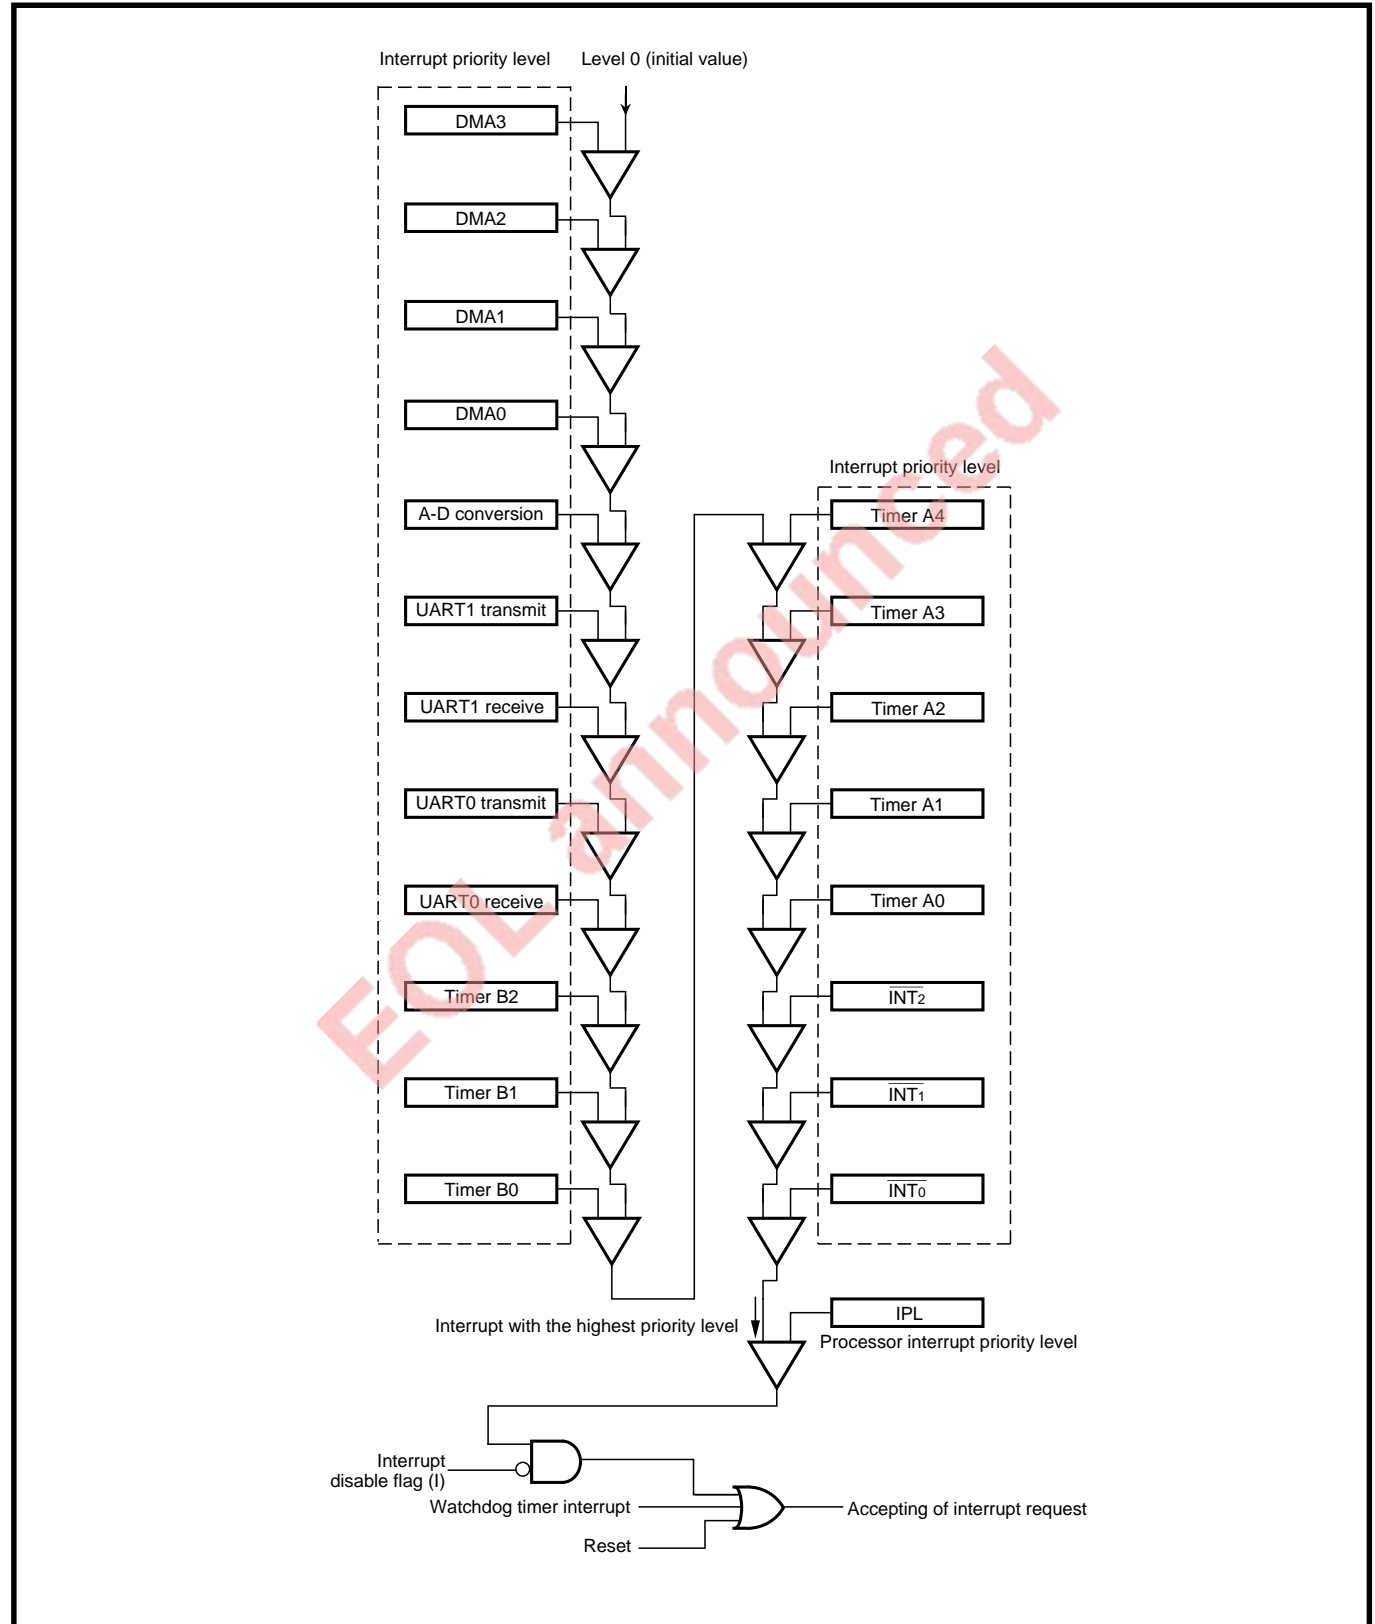 Interrupt priority level
Level 0 (initial value)
DMA3
DMA2
DMA1
DMA0
A-D conversion
UART1 transmit
UART1 receive
UART0 transmit
UART0 receive
Timer B2
Timer B1
Timer B0
Interrupt priority level
Timer A4
Timer A3
Timer A2
Timer A1
Timer A0
INT2
INT1
INT0
Interrupt with the highest priority level
IPL
Processor interrupt priority level
Interrupt
disable flag (I)
Watchdog timer interrupt
Reset
Accepting of interrupt request
EOL announced